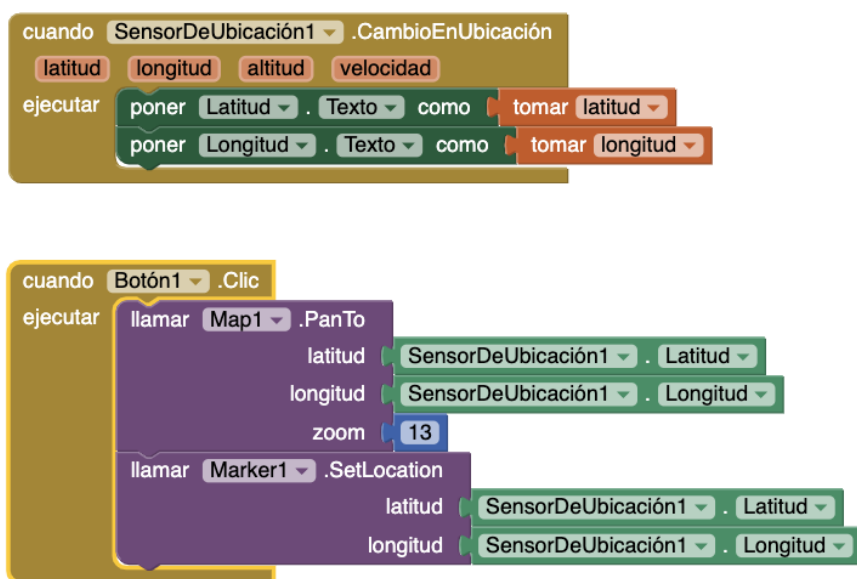 cuando SensorDeUbicación1 .CambioEnUbicación
latitud longitud altitud velocidad
ejecutar poner Latitud . Texto como tomar latitud
poner Longitud . Texto como tomar longitud
cuando Botón1 .Clic
ejecutar llamar Map1 .PanTo
latitud SensorDeUbicación1 . Latitud
longitud SensorDeUbicación1 . Longitud
zoom 13
llamar Marker1 .SetLocation
latitud SensorDeUbicación1 . Latitud
longitud SensorDeUbicación1 . Longitud